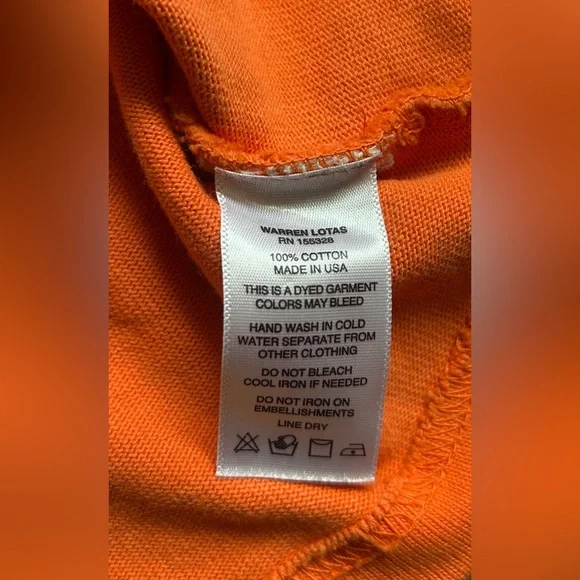 WARREN LOTAS
RN 155328
100% COTTON
MADE IN USA
THIS IS A DYED GARMENT
COLORS MAY BLEED
HAND WASH IN COLD
WATER SEPARATE FROM
OTHER CLOTHING
DO NOT BLEACH
COOL IRON IF NEEDED
DO NOT IRON ON
EMBELLISHMENTS
LINE DRY